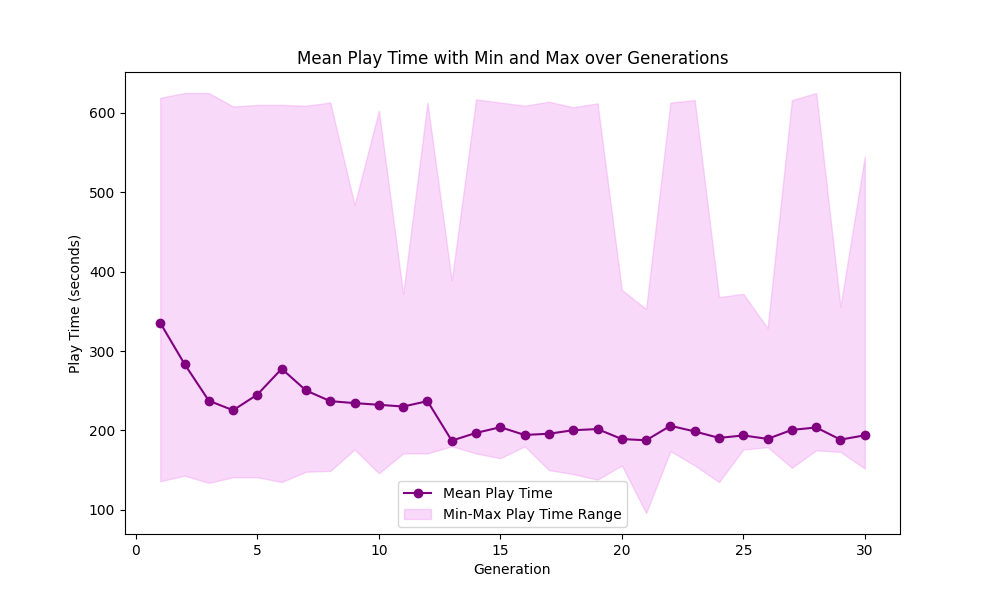 Mean Play Time with Min and Max over Generations
Play Time (seconds)
600
500
400
300
200
100
0
5
10
15
20
25
30
Generation
Mean Play Time
Min-Max Play Time Range